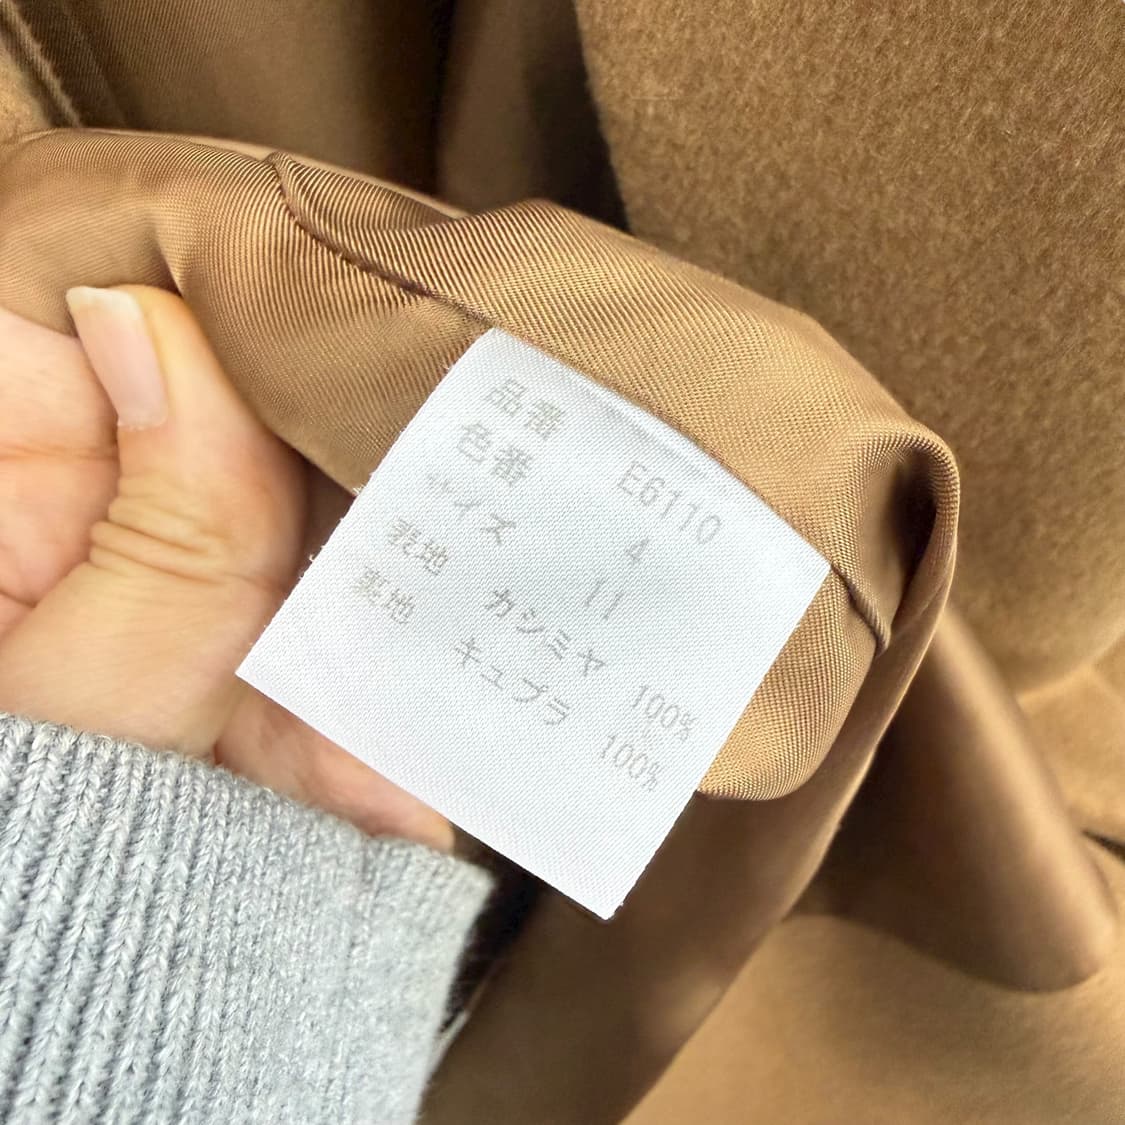 品番 E6110
色番 4
サイズ 11
表地 カシミヤ 100%
裏地 キュプラ 100%